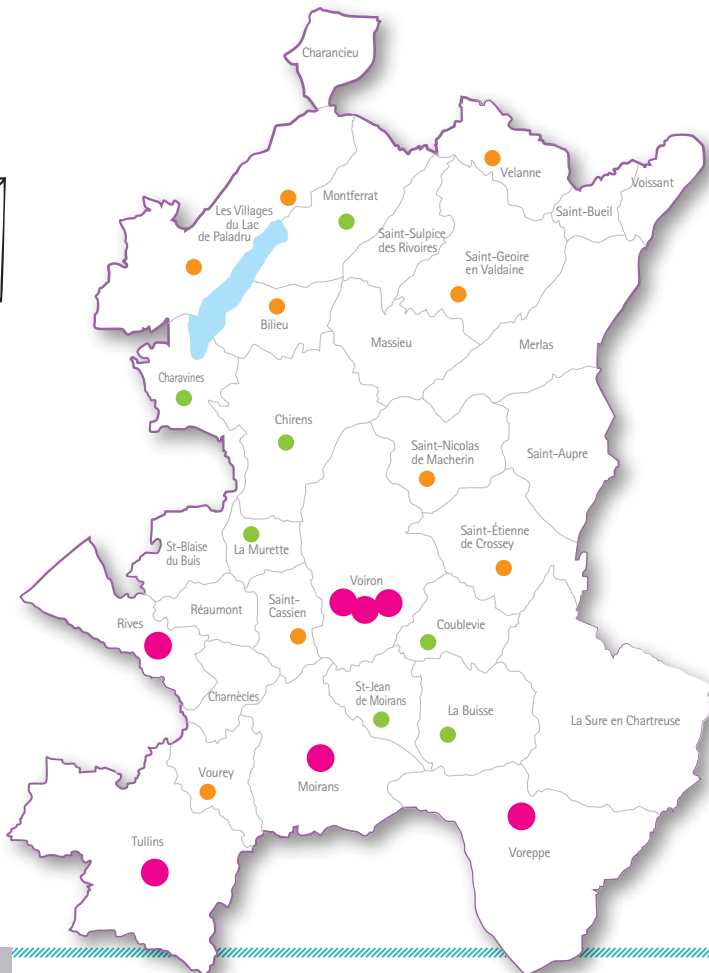 Charancieu
Velanne
Voissant
Montferrat
Les Villages
du Lac
de Paladru
Saint-Bueil
Saint-Sulpice
des Rivoires
Saint-Geoire
en Valdaine
Bilieu
Massieu
Merlas
Charavines
Chirens
Saint-Nicolas
de Macherin
Saint-Aupre
Saint-Étienne
de Crossey
St-Blaise
du Buis
La Murette
Voiron
Réaumont
Saint-
Cassien
Rives
Coublevie
Charnècles
St-Jean
de Moirans
La Buisse
La Sure en Chartreuse
Vourey
Moirans
Tullins
Voreppe